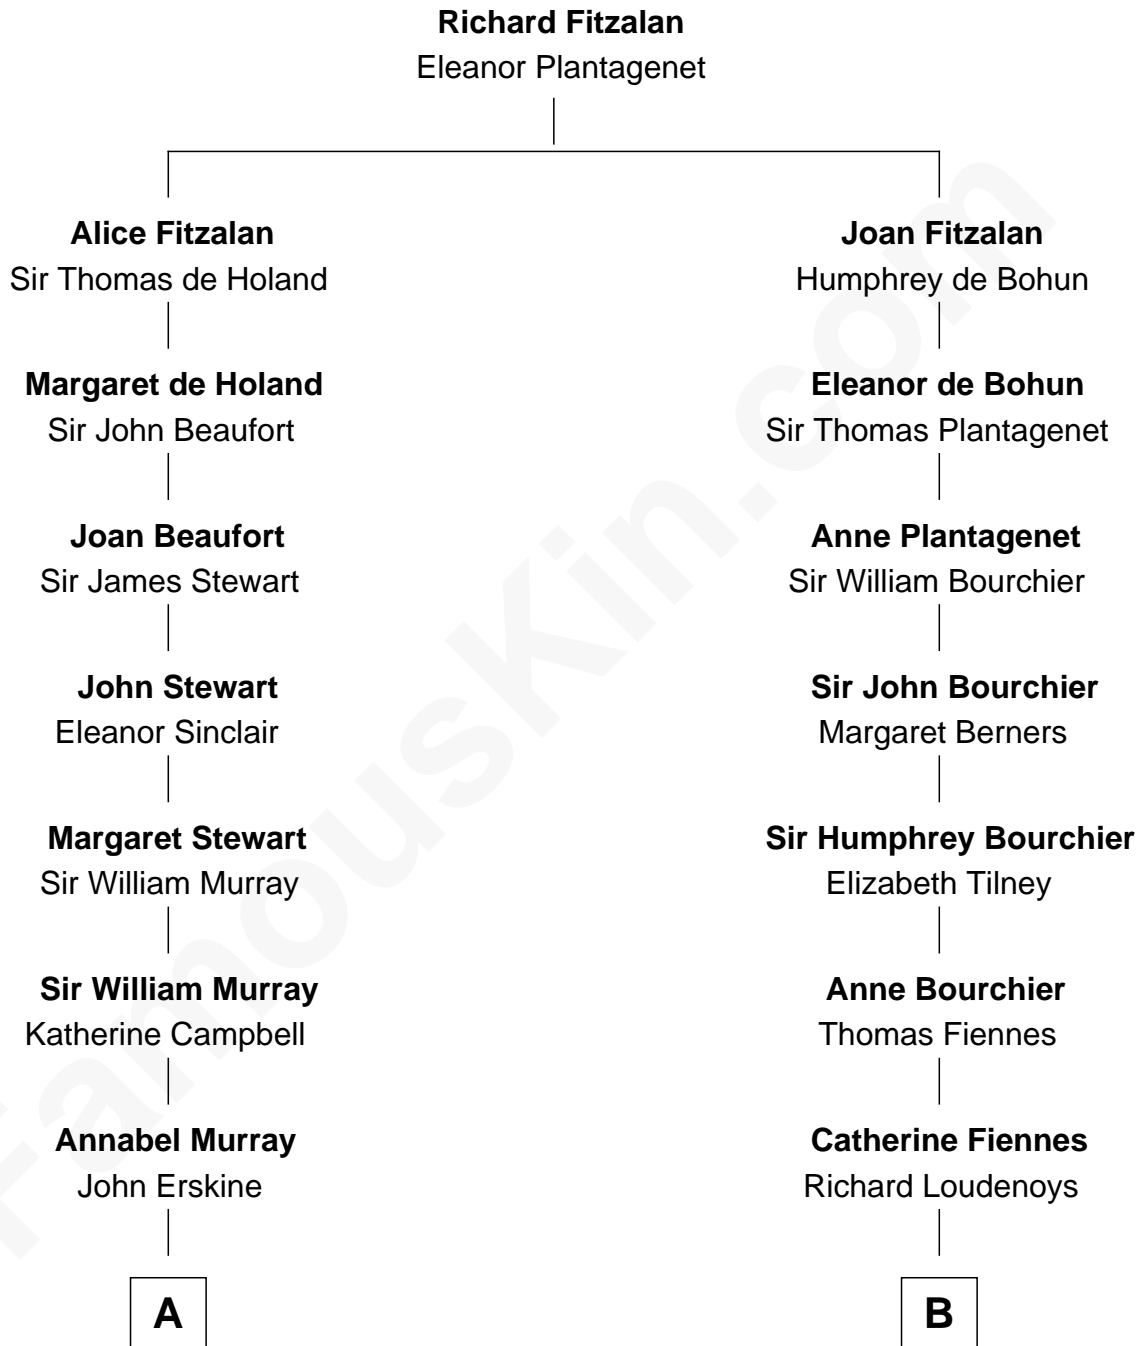 Richard Fitzalan
Eleanor Plantagenet
Alice Fitzalan
Sir Thomas de Holand
Joan Fitzalan
Humphrey de Bohun
Margaret de Holand
Sir John Beaufort
Eleanor de Bohun
Sir Thomas Plantagenet
Joan Beaufort
Sir James Stewart
Anne Plantagenet
Sir William Bourchier
John Stewart
Eleanor Sinclair
Sir John Bourchier
Margaret Berners
Margaret Stewart
Sir William Murray
Sir Humphrey Bourchier
Elizabeth Tilney
Sir William Murray
Katherine Campbell
Anne Bourchier
Thomas Fiennes
Annabel Murray
John Erskine
Catherine Fiennes
Richard Loudenoys
A
B
FamousKin.com